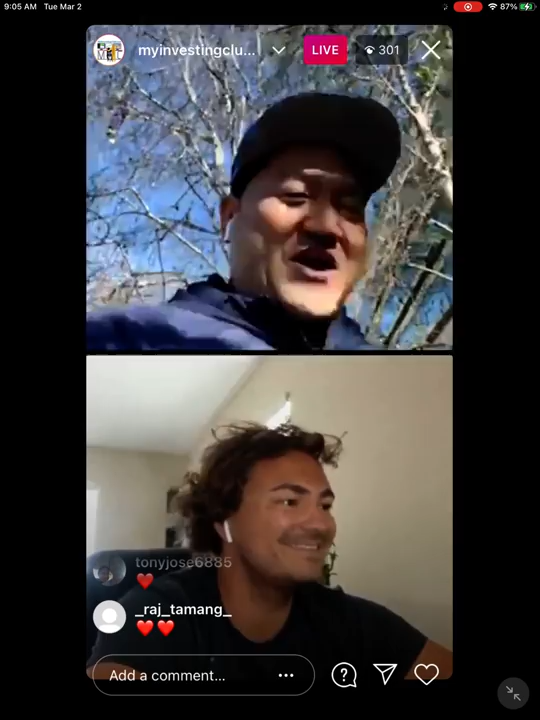 9:05 AM Tue Mar 2
87%
myinvestingclu...
LIVE
301
tonyjose6885
❤️
_raj_tamang_
❤️❤️
Add a comment...